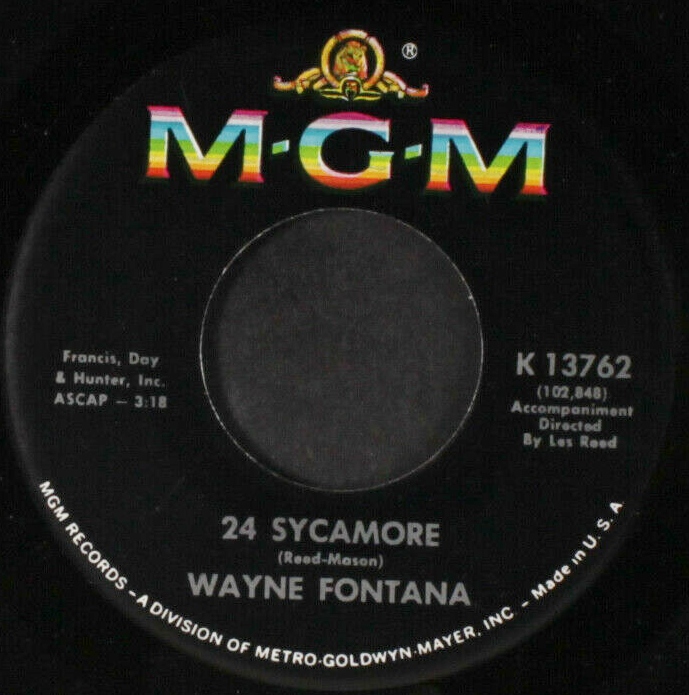 ®
M·G·M
Francis, Day
& Hunter, Inc.
ASCAP – 3:18
K 13762
(102,848)
Accompaniment
Directed
By Les Reed
24 SYCAMORE
(Reed-Mason)
WAYNE FONTANA
MGM RECORDS – A DIVISION OF METRO-GOLDWYN-MAYER, INC. – Made in U. S. A